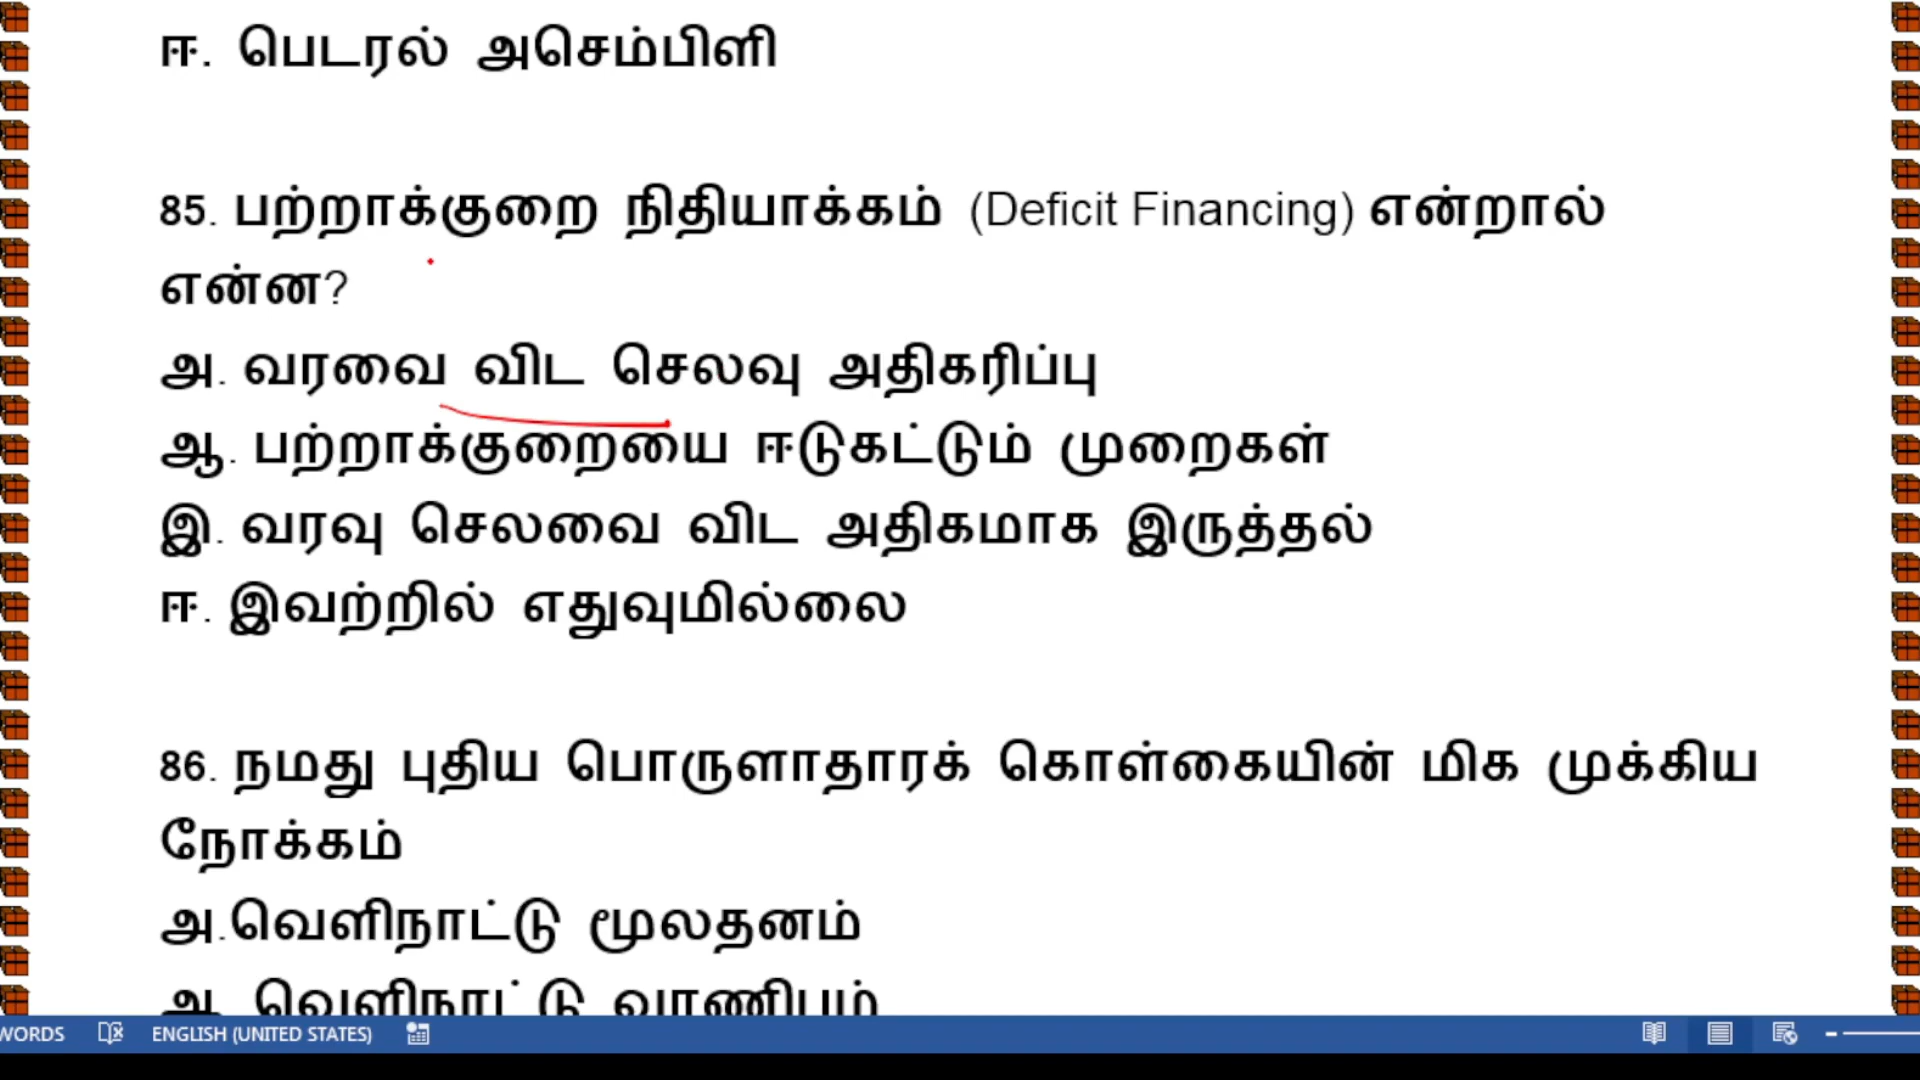 ஈ. பெடரல் அசெம்பிளி
85. பற்றாக்குறை நிதியாக்கம் (Deficit Financing) என்றால்
என்ன?
அ. வரவை விட செலவு அதிகரிப்பு
ஆ. பற்றாக்குறையை ஈடுகட்டும் முறைகள்
இ. வரவு செலவை விட அதிகமாக இருத்தல்
ஈ. இவற்றில் எதுவுமில்லை
86. நமது புதிய பொருளாதாரக் கொள்கையின் மிக முக்கிய
நோக்கம்
அ.வெளிநாட்டு மூலதனம்
ஆ. வெளிநாட்டு வாணிபம்
WORDS ENGLISH (UNITED STATES)